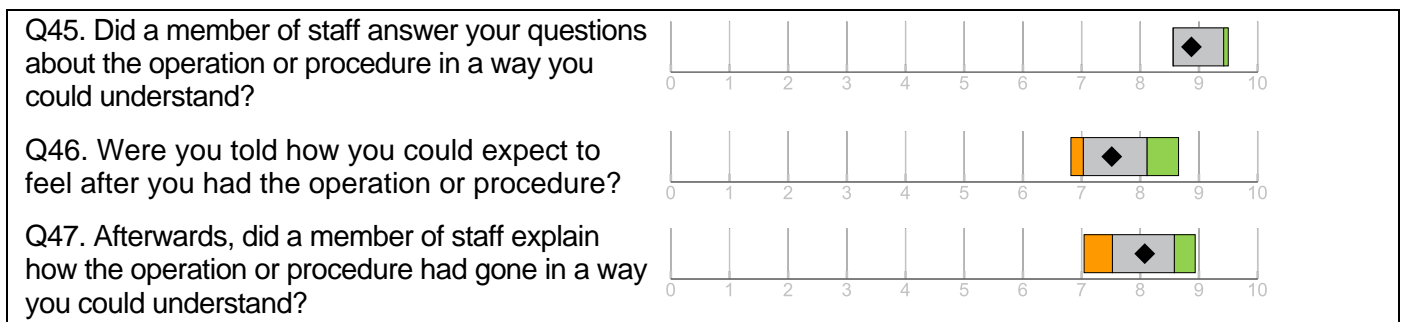 Q45. Did a member of staff answer your questions
about the operation or procedure in a way you
could understand?
0 1 2 3 4 5 6 7 8 9 10
Q46. Were you told how you could expect to
feel after you had the operation or procedure?
0 1 2 3 4 5 6 7 8 9 10
Q47. Afterwards, did a member of staff explain
how the operation or procedure had gone in a way
you could understand?
0 1 2 3 4 5 6 7 8 9 10